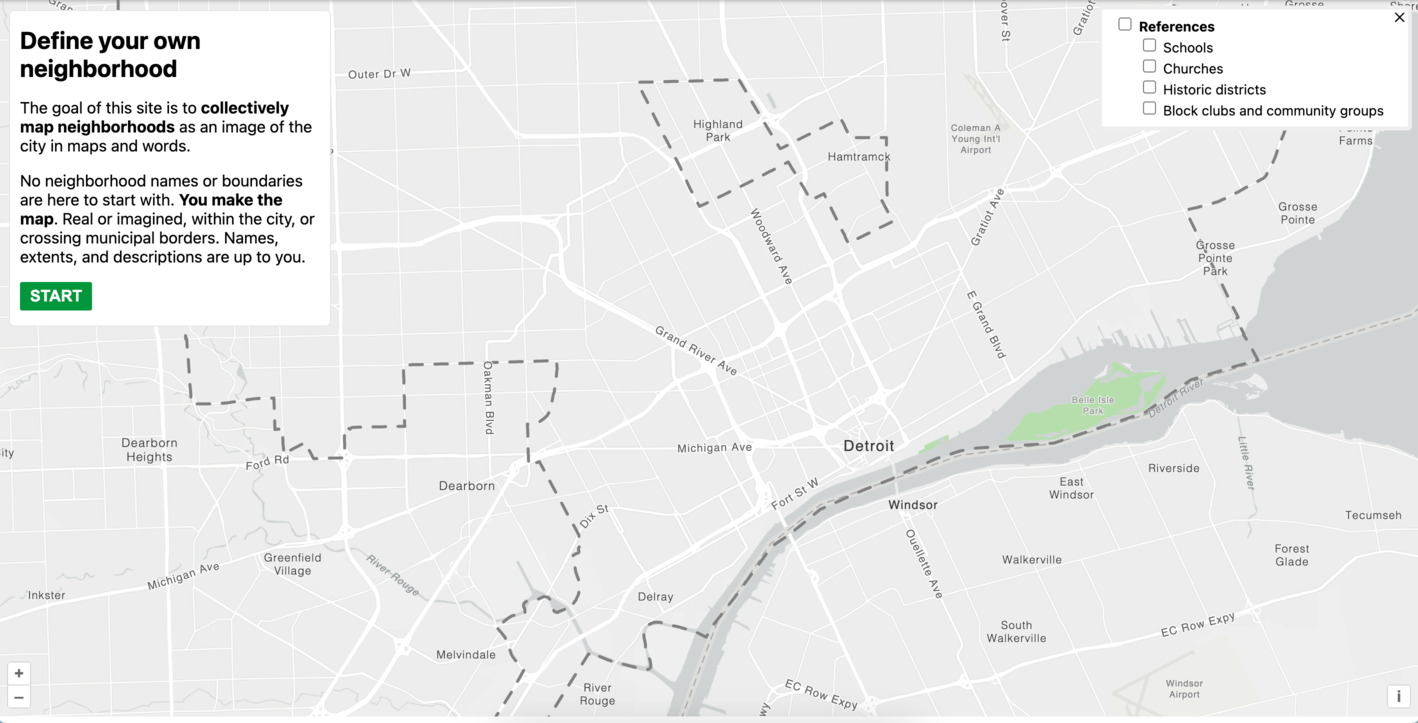 Define your own
neighborhood
The goal of this site is to collectively
map neighborhoods as an image of the
city in maps and words.
No neighborhood names or boundaries
are here to start with. You make the
map. Real or imagined, within the city, or
crossing municipal borders. Names,
extents, and descriptions are up to you.
START
References
Schools
Churches
Historic districts
Block clubs and community groups
Outer Dr W
Gratiot
Grosse
Highland
Park
Hamtramck
Coleman A
Young Int'l
Airport
Farms
Grosse
Pointe
Grosse
Pointe
Park
Woodward Ave
Gratiot Ave
E Grand Blvd
Grand River Ave
Oakman Blvd
Belle Isle
Park
Detroit River
Dearborn
Heights
Ford Rd
Michigan Ave
Detroit
Dearborn
Fort St W
Windsor
Riverside
East
Windsor
Little River
Dix St
Tecumseh
Ouellette Ave
Walkerville
Forest
Glade
Greenfield
Village
River Rouge
Michigan Ave
Inkster
Delray
South
Walkerville
EC Row Expy
Melvindale
River
Rouge
EC Row Expy
Windsor
Airport
+
−
i